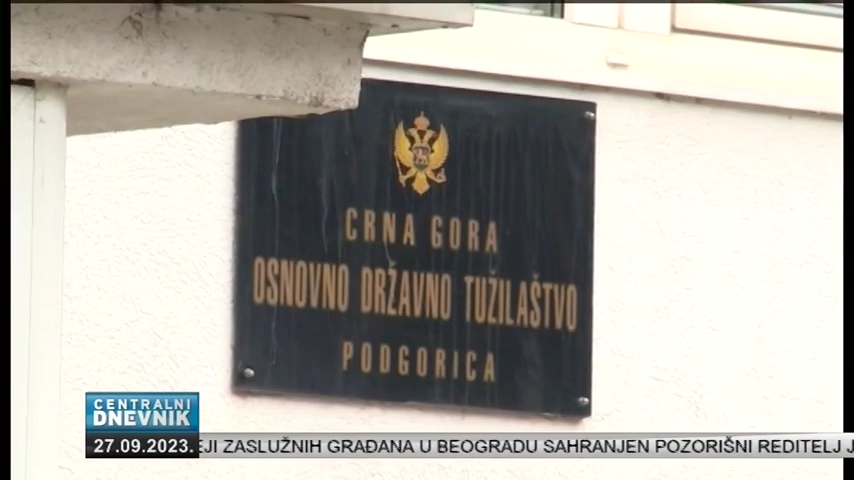 CRNA GORA
OSNOVNO DRŽAVNO TUŽILAŠTVO
PODGORICA
CENTRALNI
DNEVNIK
27.09.2023.
ZASLUŽNIH GRAĐANA U BEOGRADU SAHRANJEN POZORIŠNI REDITELJ